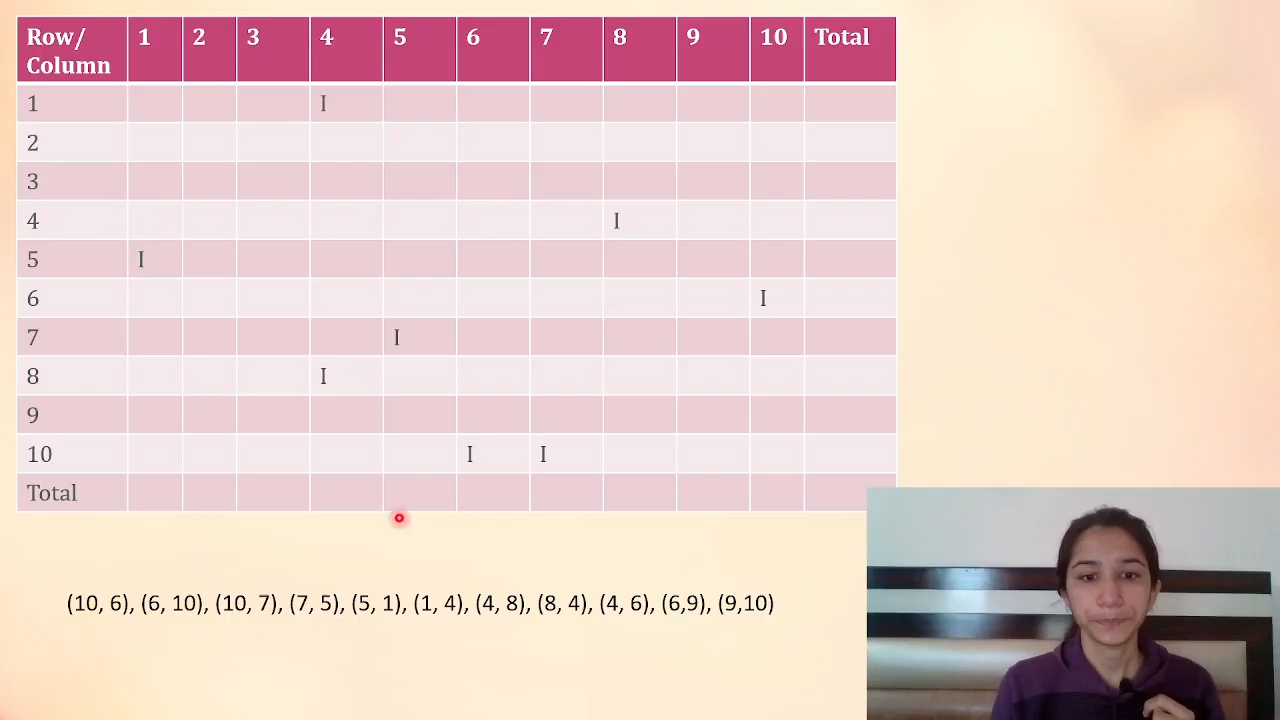 Row/ Column 1 2 3 4 5 6 7 8 9 10 Total
1 I
2
3
4 I
5 I
6 I
7 I
8 I
9
10 I I
Total
(10, 6), (6, 10), (10, 7), (7, 5), (5, 1), (1, 4), (4, 8), (8, 4), (4, 6), (6,9), (9,10)